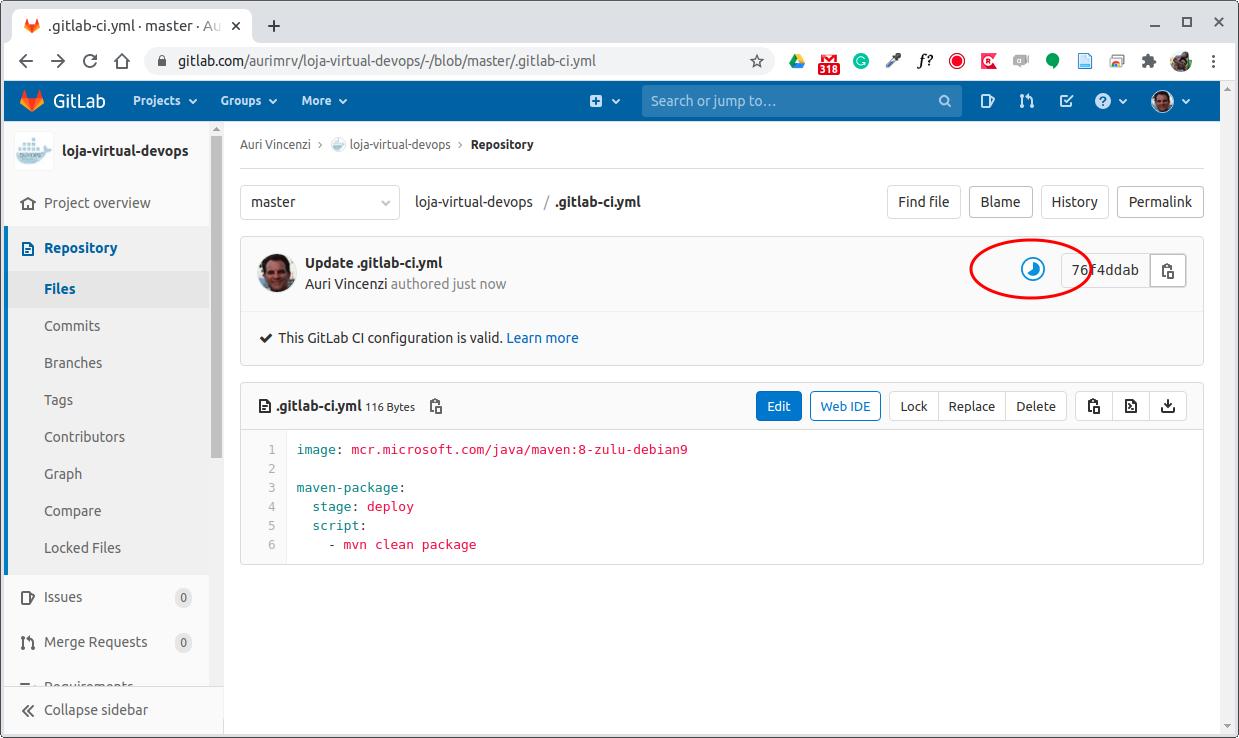 .gitlab-ci.yml · master · Au
gitlab.com/aurimrv/loja-virtual-devops/-/blob/master/.gitlab-ci.yml
318
f?
GitLab Projects Groups More Search or jump to…
loja-virtual-devops
Project overview
Repository
Files
Commits
Branches
Tags
Contributors
Graph
Compare
Locked Files
Issues 0
Merge Requests 0
Requirements
Collapse sidebar
Auri Vincenzi › loja-virtual-devops › Repository
master loja-virtual-devops / .gitlab-ci.yml Find file Blame History Permalink
Update .gitlab-ci.yml
Auri Vincenzi authored just now
76f4ddab
This GitLab CI configuration is valid. Learn more
.gitlab-ci.yml 116 Bytes Edit Web IDE Lock Replace Delete
1 image: mcr.microsoft.com/java/maven:8-zulu-debian9
2
3 maven-package:
4 stage: deploy
5 script:
6 - mvn clean package